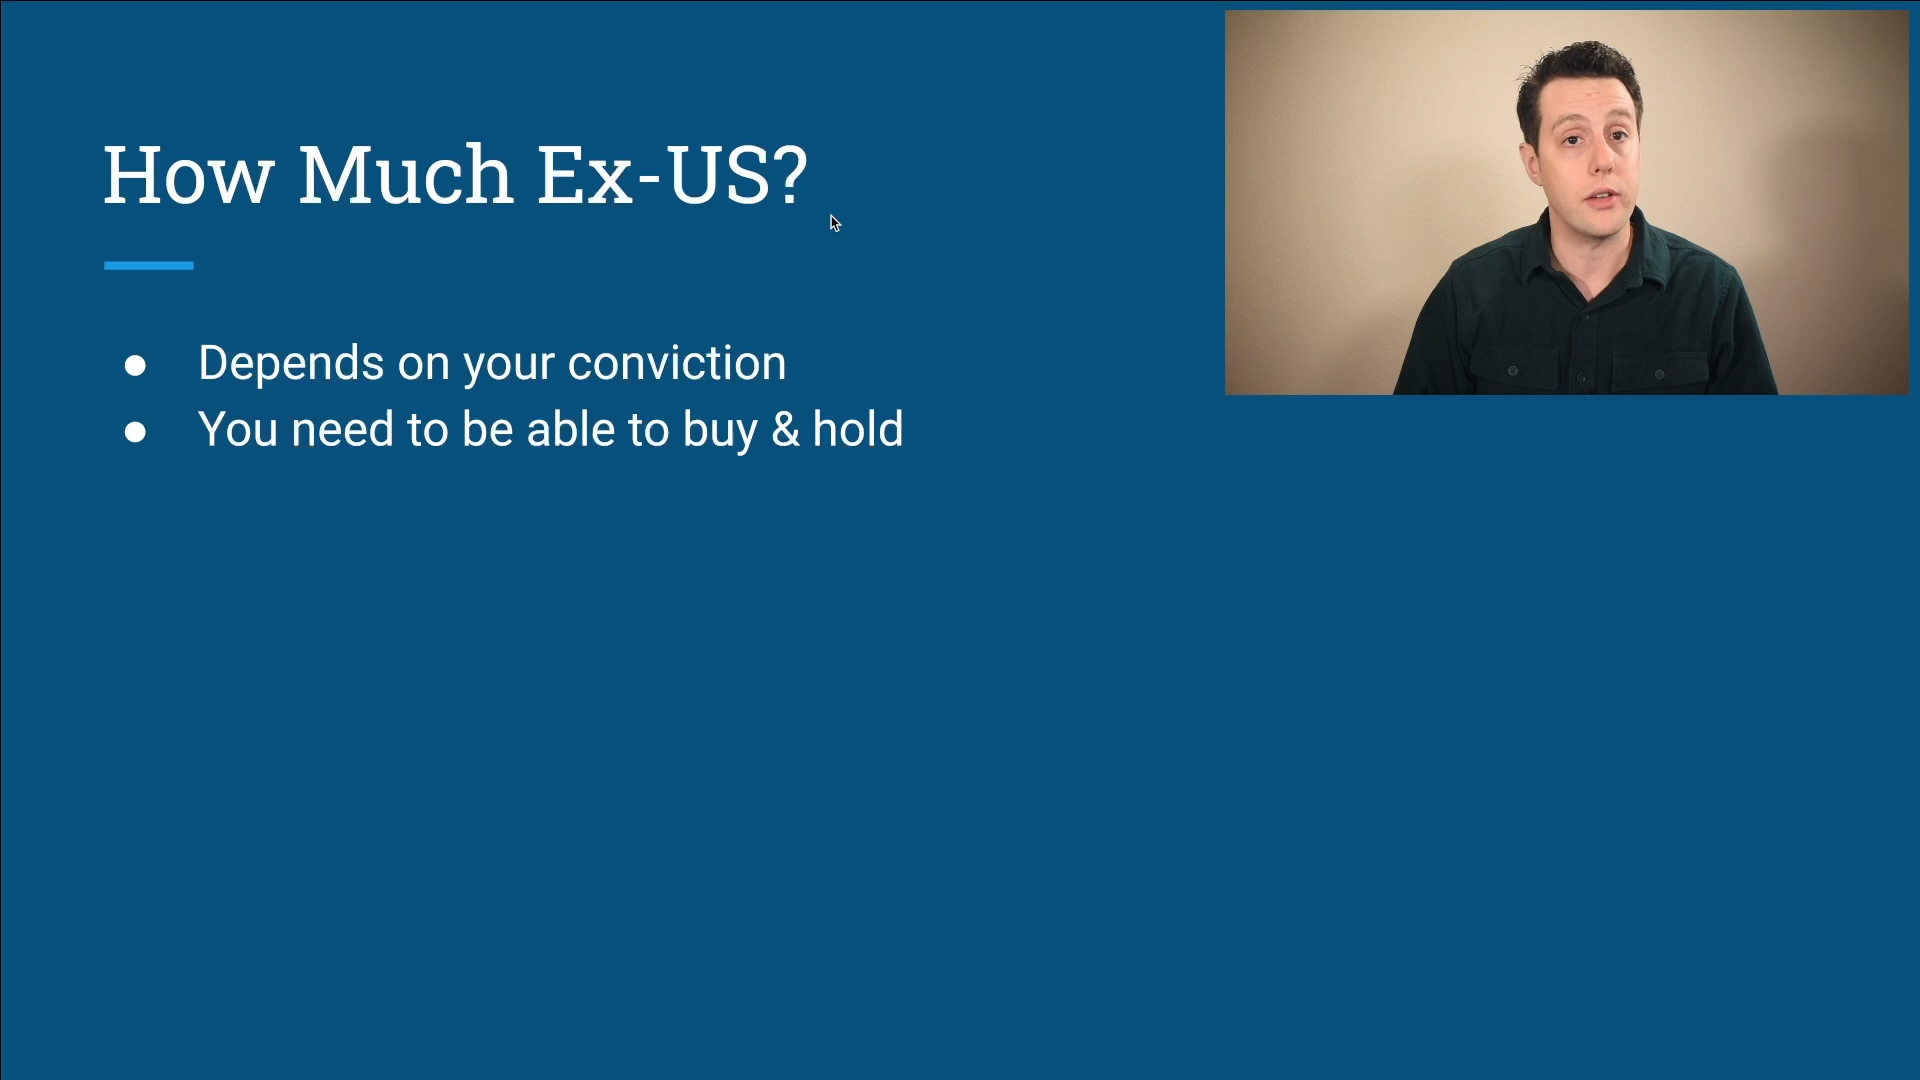 How Much Ex-US?
Depends on your conviction
You need to be able to buy & hold